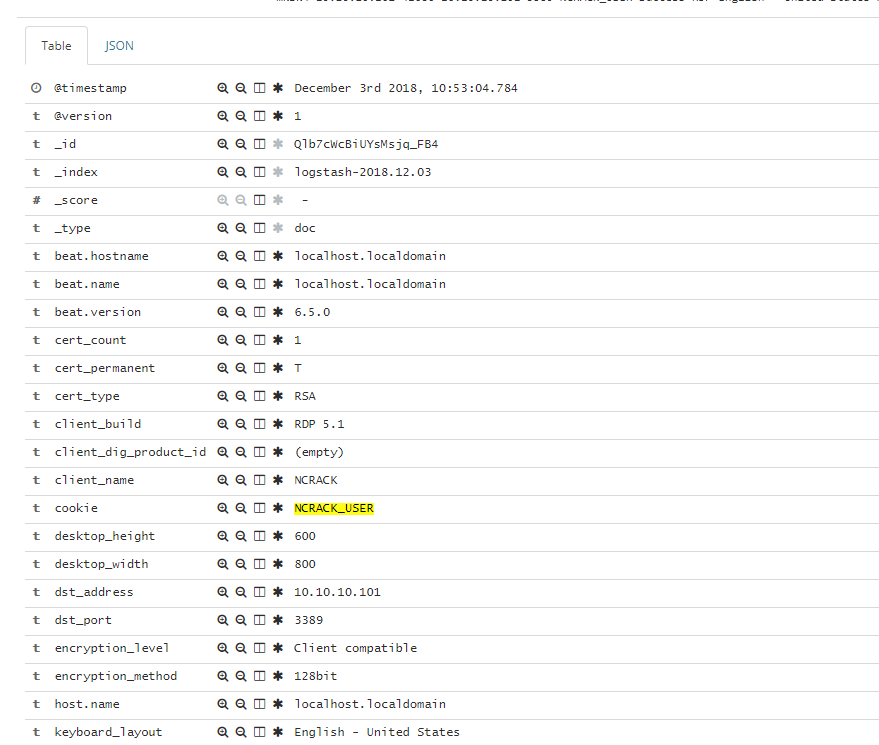 Table JSON
@timestamp December 3rd 2018, 10:53:04.784
t @version 1
t _id Qlb7cWcBiUYsMsjq_FB4
t _index logstash-2018.12.03
# _score -
t _type doc
t beat.hostname localhost.localdomain
t beat.name localhost.localdomain
t beat.version 6.5.0
t cert_count 1
t cert_permanent T
t cert_type RSA
t client_build RDP 5.1
t client_dig_product_id (empty)
t client_name NCRACK
t cookie NCRACK_USER
t desktop_height 600
t desktop_width 800
t dst_address 10.10.10.101
t dst_port 3389
t encryption_level Client compatible
t encryption_method 128bit
t host.name localhost.localdomain
t keyboard_layout English - United States